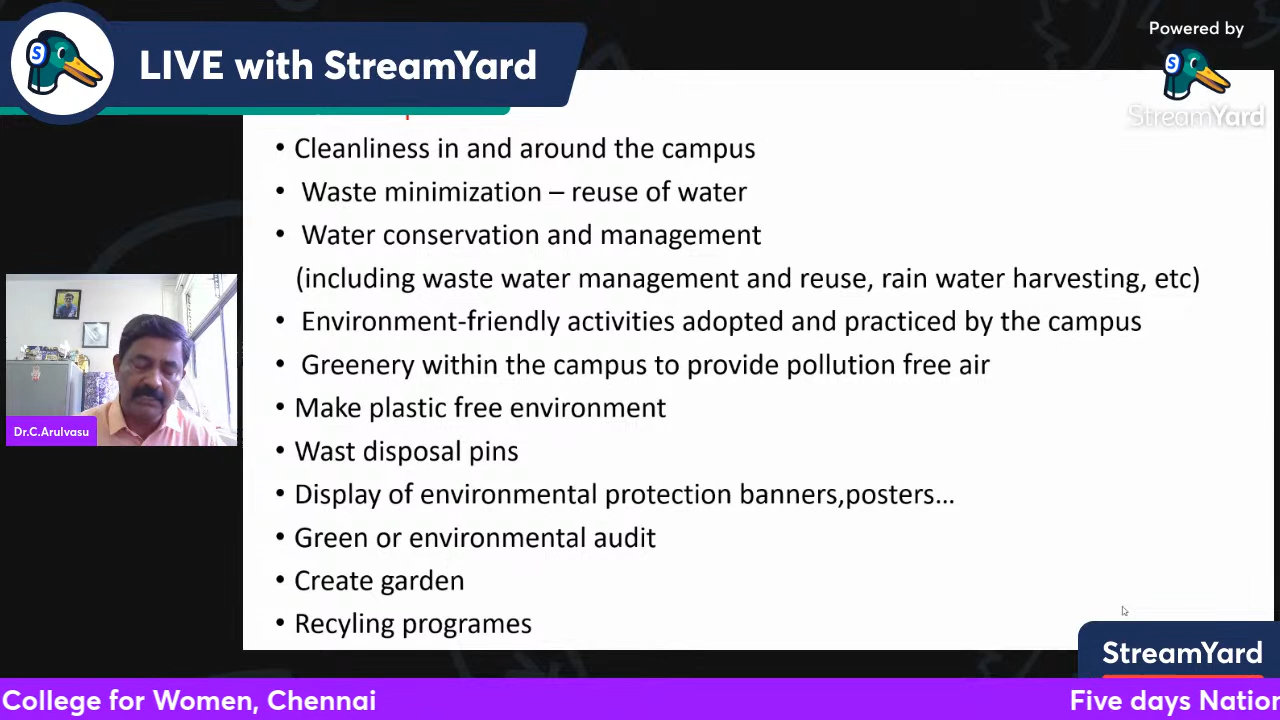 LIVE with StreamYard
Powered by
StreamYard
• Cleanliness in and around the campus
• Waste minimization – reuse of water
• Water conservation and management
(including waste water management and reuse, rain water harvesting, etc)
• Environment-friendly activities adopted and practiced by the campus
• Greenery within the campus to provide pollution free air
• Make plastic free environment
• Wast disposal pins
• Display of environmental protection banners,posters...
• Green or environmental audit
• Create garden
• Recyling programes
Dr.C.Arulvasu
StreamYard
College for Women, Chennai
Five days Nation